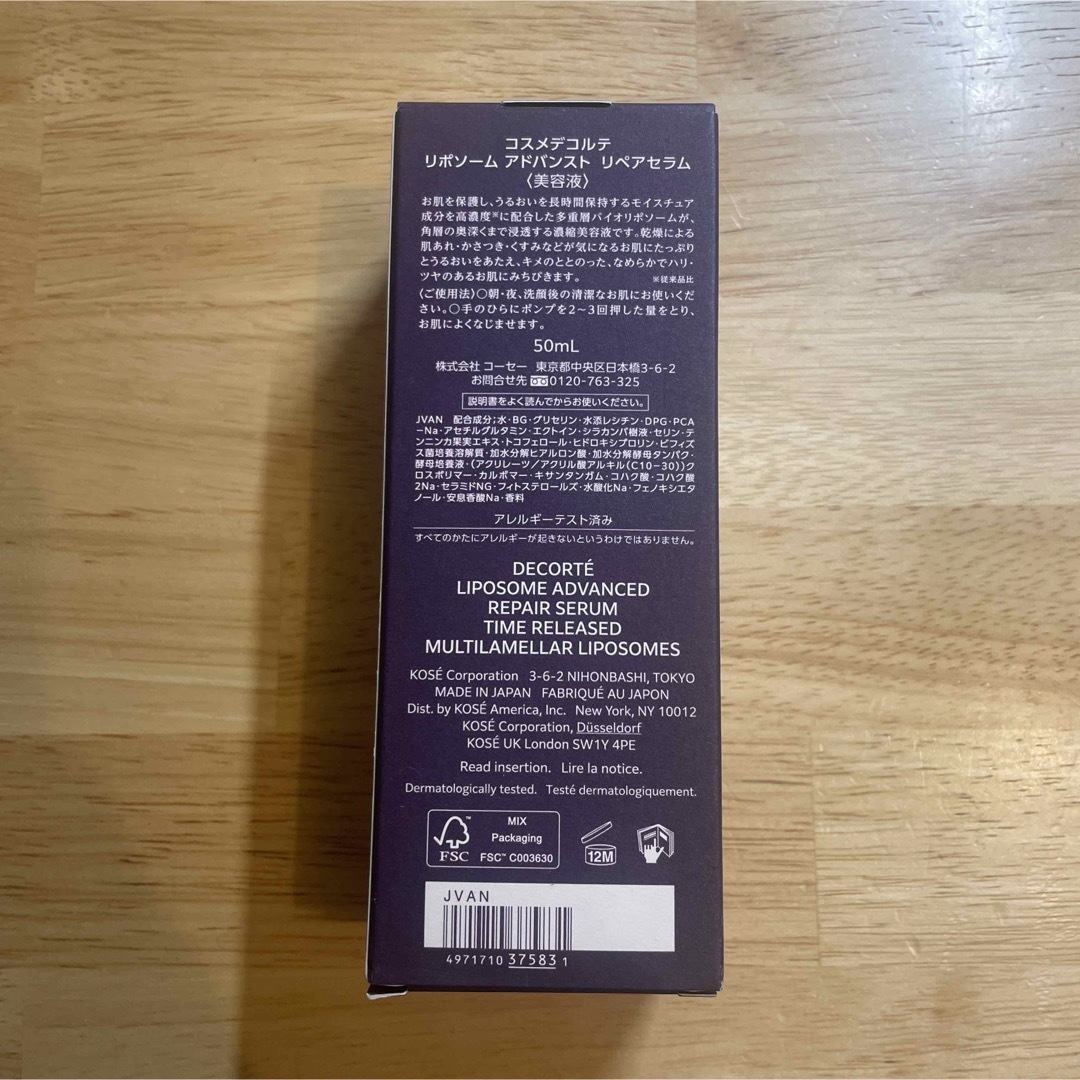 コスメデコルテ
リポソーム アドバンスト リペアセラム
〈美容液〉
お肌を保護し、うるおいを長時間保持するモイスチュア
成分を高濃度※に配合した多重層バイオリポソームが、
角層の奥深くまで浸透する濃縮美容液です。乾燥による
肌あれ・かさつき・くすみなどが気になるお肌にたっぷり
とうるおいをあたえ、キメのととのった、なめらかでハリ・
ツヤのあるお肌にみちびきます。 ※従来品比
〈ご使用法〉○朝・夜、洗顔後の清潔なお肌にお使いくださ
い。○手のひらにポンプを2〜3回押した量をとり、
お肌によくなじませます。
50mL
株式会社 コーセー 東京都中央区日本橋3-6-2
お問合せ先 0120-763-325
説明書をよく読んでからお使いください。
JVAN 配合成分;水・BG・グリセリン・水添レシチン・DPG・PCA
-Na・アセチルグルタミン・エクトイン・シラカンバ樹液・セリン・テ
ンニンカ果実エキス・トコフェロール・ヒドロキシプロリン・ビフィズ
ス菌培養溶解質・加水分解ヒアルロン酸・加水分解酵母タンパク・
酵母培養液・(アクリレーツ/アクリル酸アルキル(C10-30))ク
ロスポリマー・カルボマー・キサンタンガム・コハク酸・コハク酸
2Na・セラミドNG・フィトステロールズ・水酸化Na・フェノキシエタ
ノール・安息香酸Na・香料
アレルギーテスト済み
すべてのかたにアレルギーが起きないというわけではありません。
DECORTÉ
LIPOSOME ADVANCED
REPAIR SERUM
TIME RELEASED
MULTILAMELLAR LIPOSOMES
KOSÉ Corporation 3-6-2 NIHONBASHI, TOKYO
MADE IN JAPAN FABRIQUÉ AU JAPON
Dist. by KOSÉ America, Inc. New York, NY 10012
KOSÉ Corporation, Düsseldorf
KOSÉ UK London SW1Y 4PE
Read insertion. Lire la notice.
Dermatologically tested. Testé dermatologiquement.
FSC™
MIX
Packaging
FSC™ C003630
12M
JVAN
4971710 37583 1